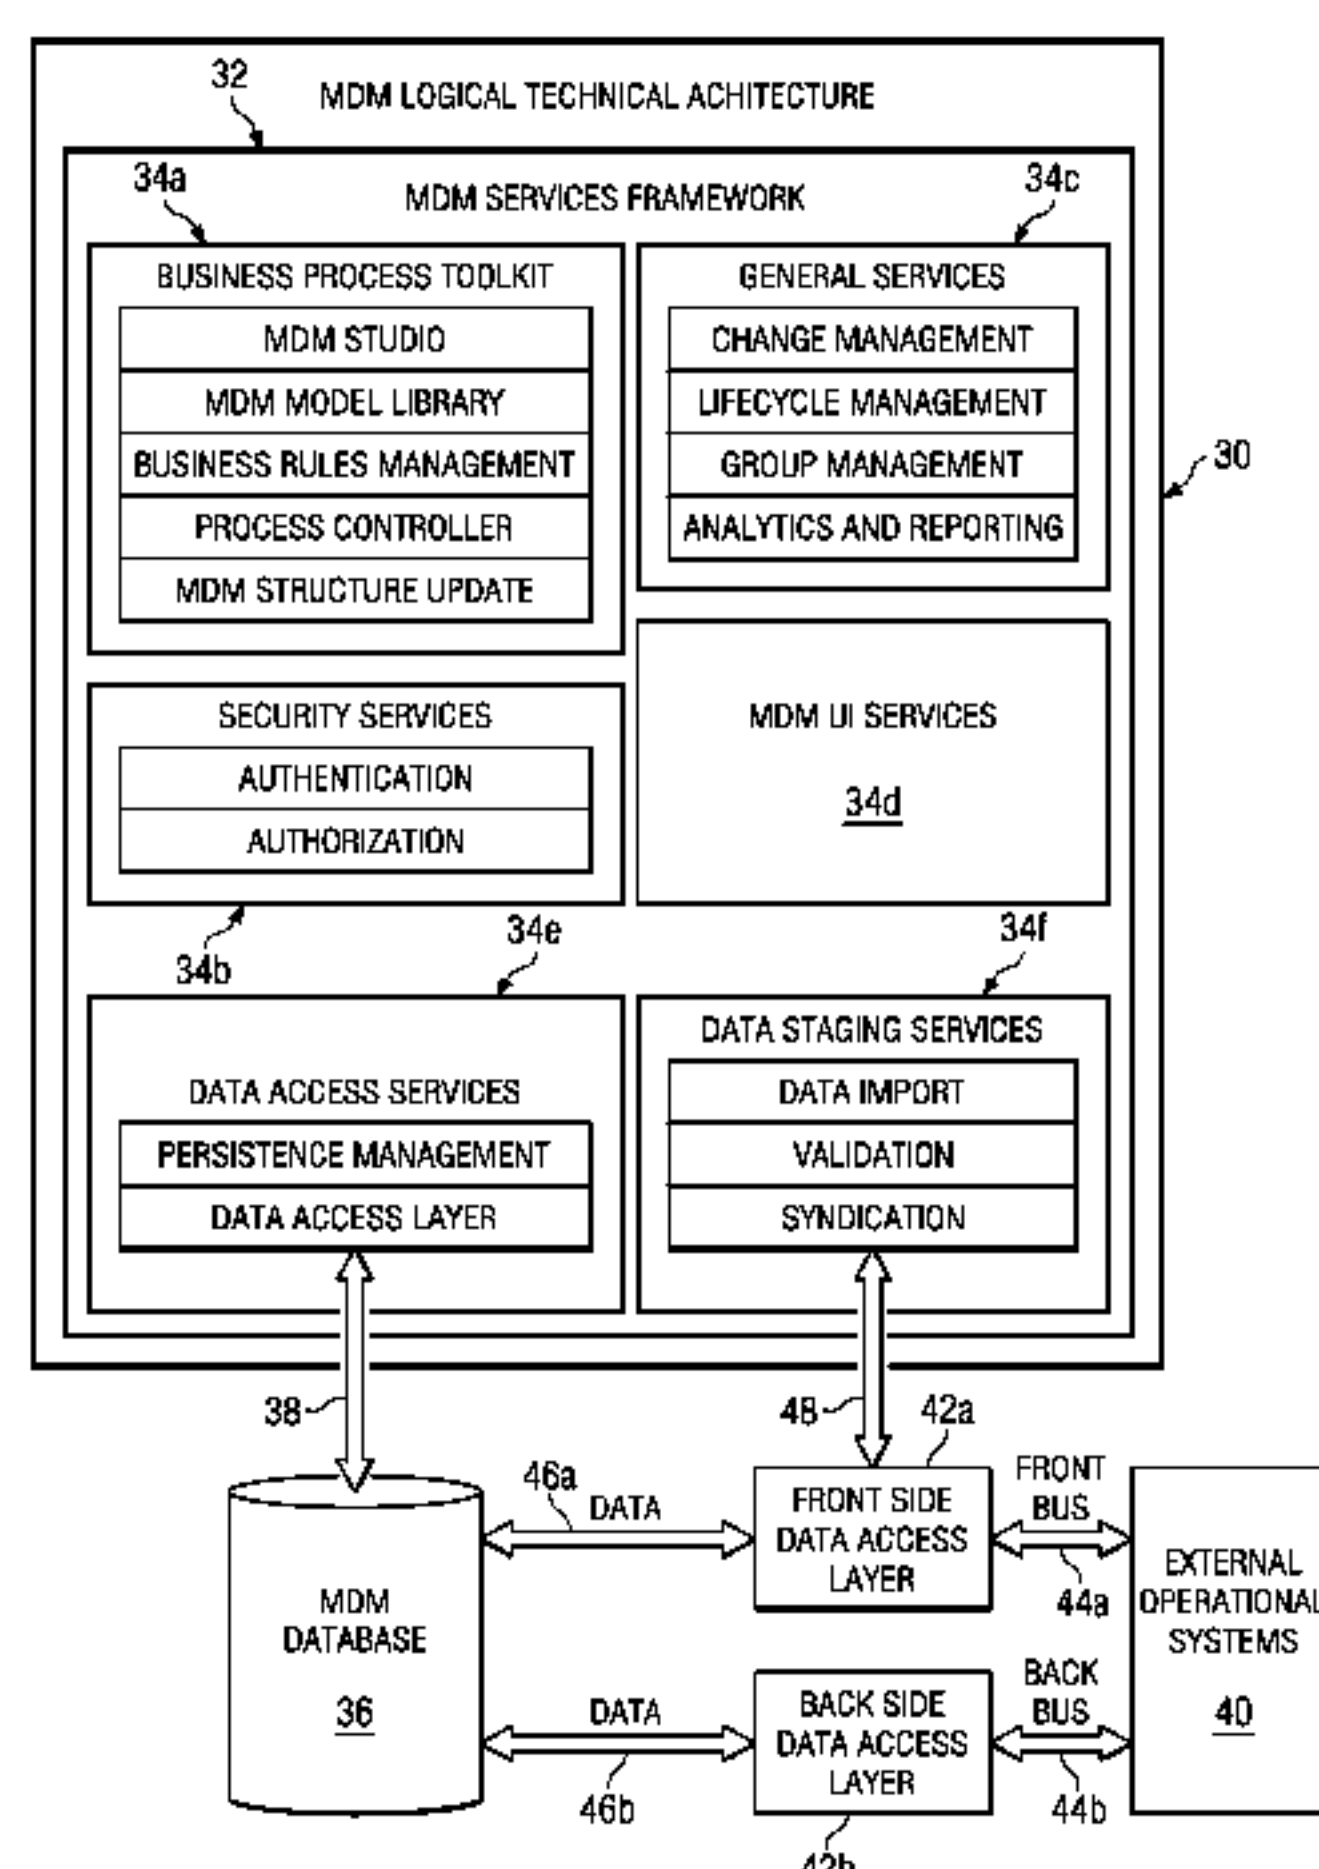 MDM LOGICAL TECHNICAL ACHITECTURE
32
34a
MDM SERVICES FRAMEWORK
34c
BUSINESS PROCESS TOOLKIT
MDM STUDIO
MDM MODEL LIBRARY
BUSINESS RULES MANAGEMENT
PROCESS CONTROLLER
MDM STRUCTURE UPDATE
GENERAL SERVICES
CHANGE MANAGEMENT
LIFECYCLE MANAGEMENT
GROUP MANAGEMENT
ANALYTICS AND REPORTING
30
SECURITY SERVICES
AUTHENTICATION
AUTHORIZATION
34b
MDM UI SERVICES
34d
34e
34f
DATA ACCESS SERVICES
PERSISTENCE MANAGEMENT
DATA ACCESS LAYER
DATA STAGING SERVICES
DATA IMPORT
VALIDATION
SYNDICATION
38
48
42a
46a
DATA
FRONT SIDE
DATA ACCESS
LAYER
FRONT
BUS
44a
MDM
DATABASE
36
EXTERNAL
OPERATIONAL
SYSTEMS
40
DATA
46b
BACK SIDE
DATA ACCESS
LAYER
BACK
BUS
44b
42b